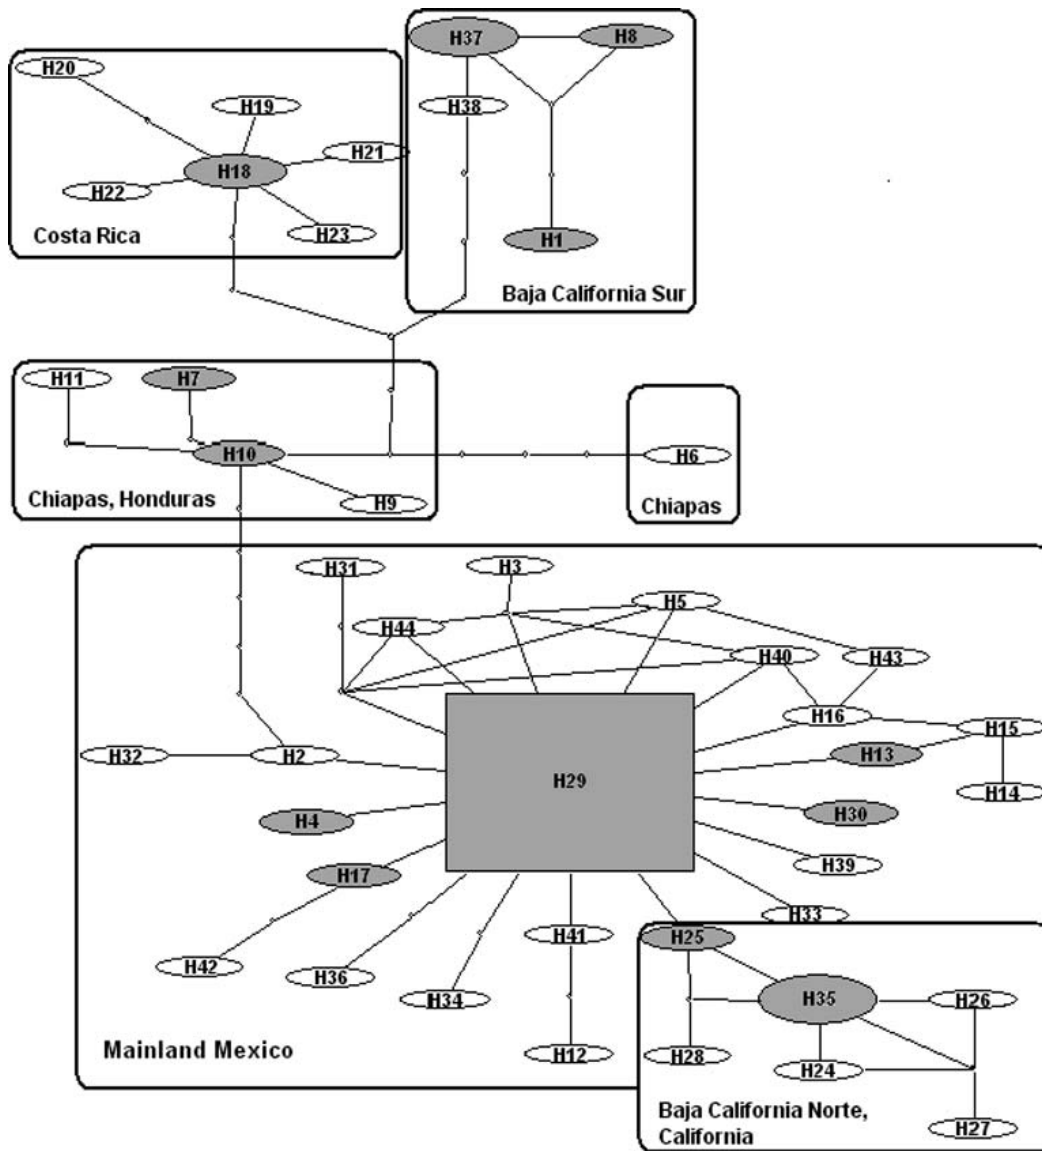 H37
H8
H20
H19
H38
H21
H18
H22
H23
H1
Costa Rica
Baja California Sur
H11
H7
H10
H6
Chiapas, Honduras
H9
Chiapas
H31
H3
H5
H44
H40
H43
H16
H15
H32
H2
H13
H29
H14
H4
H30
H39
H17
H33
H41
H25
H42
H36
H34
H35
H26
Mainland Mexico
H12
H28
H24
Baja California Norte,
California
H27